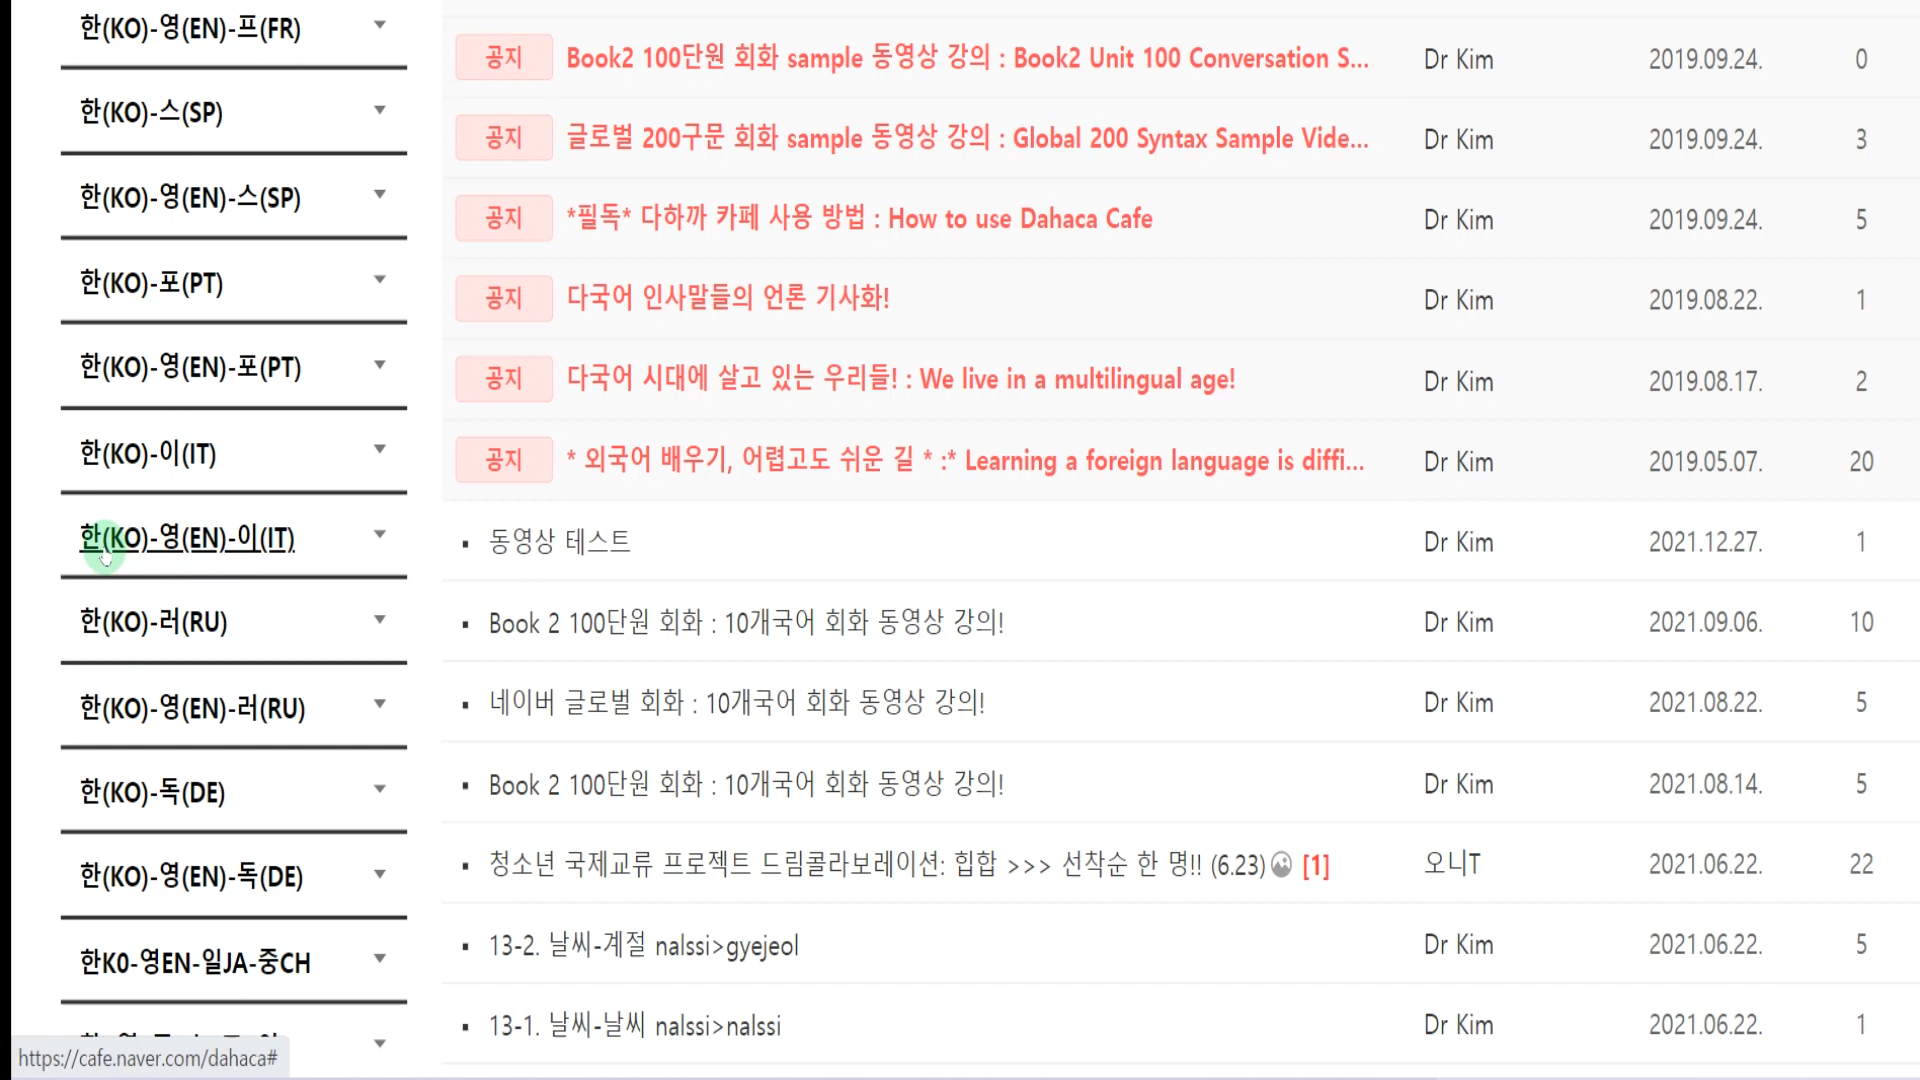 한(KO)-영(EN)-프(FR)
한(KO)-스(SP)
한(KO)-영(EN)-스(SP)
한(KO)-포(PT)
한(KO)-영(EN)-포(PT)
한(KO)-이(IT)
한(KO)-영(EN)-이(IT)
한(KO)-러(RU)
한(KO)-영(EN)-러(RU)
한(KO)-독(DE)
한(KO)-영(EN)-독(DE)
한K0-영EN-일JA-중CH
https://cafe.naver.com/dahaca#
공지 Book2 100단원 회화 sample 동영상 강의 : Book2 Unit 100 Conversation S... Dr Kim 2019.09.24. 0
공지 글로벌 200구문 회화 sample 동영상 강의 : Global 200 Syntax Sample Vide... Dr Kim 2019.09.24. 3
공지 *필독* 다하까 카페 사용 방법 : How to use Dahaca Cafe Dr Kim 2019.09.24. 5
공지 다국어 인사말들의 언론 기사화! Dr Kim 2019.08.22. 1
공지 다국어 시대에 살고 있는 우리들! : We live in a multilingual age! Dr Kim 2019.08.17. 2
공지 * 외국어 배우기, 어렵고도 쉬운 길 * :* Learning a foreign language is diffi... Dr Kim 2019.05.07. 20
동영상 테스트 Dr Kim 2021.12.27. 1
Book 2 100단원 회화 : 10개국어 회화 동영상 강의! Dr Kim 2021.09.06. 10
네이버 글로벌 회화 : 10개국어 회화 동영상 강의! Dr Kim 2021.08.22. 5
Book 2 100단원 회화 : 10개국어 회화 동영상 강의! Dr Kim 2021.08.14. 5
청소년 국제교류 프로젝트 드림콜라보레이션: 힙합 >>> 선착순 한 명!! (6.23) [1] 오니T 2021.06.22. 22
13-2. 날씨-계절 nalssi>gyejeol Dr Kim 2021.06.22. 5
13-1. 날씨-날씨 nalssi>nalssi Dr Kim 2021.06.22. 1